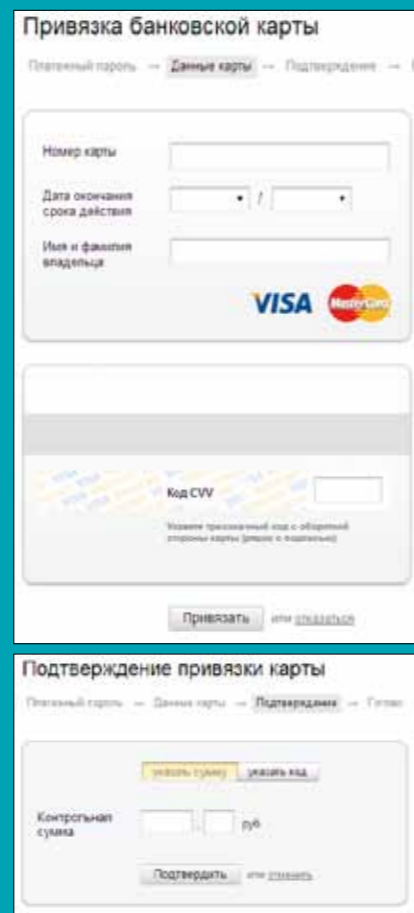 Привязка банковской карты
Платежный пароль → Данные карты → Подтверждение →
Номер карты
Дата окончания
срока действия
/
Имя и фамилия
владельца
VISA MasterCard
Код CVV
Укажите трехзначный код с оборотной
стороны карты (рядом с подписью)
Привязать или отказаться
Подтверждение привязки карты
Платежный пароль → Данные карты → Подтверждение → Готово
указать сумму указать код
Контрольная
сумма
. руб
Подтвердить или отменить